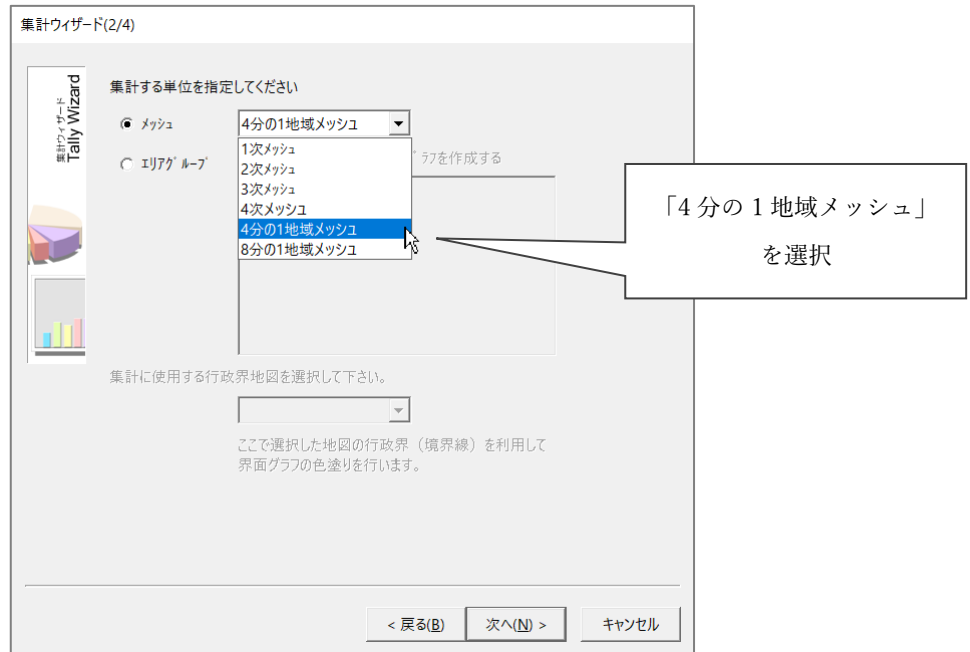 集計ウィザード(2/4)
集計ウィザード
Tally Wizard
集計する単位を指定してください
メッシュ
4分の1地域メッシュ
エリアグループ
ﾞラフを作成する
1次メッシュ
2次メッシュ
3次メッシュ
4次メッシュ
4分の1地域メッシュ
8分の1地域メッシュ
「4 分の 1 地域メッシュ」
を選択
集計に使用する行政界地図を選択して下さい。
ここで選択した地図の行政界（境界線）を利用して
界面グラフの色塗りを行います。
< 戻る(B)
次へ(N) >
キャンセル